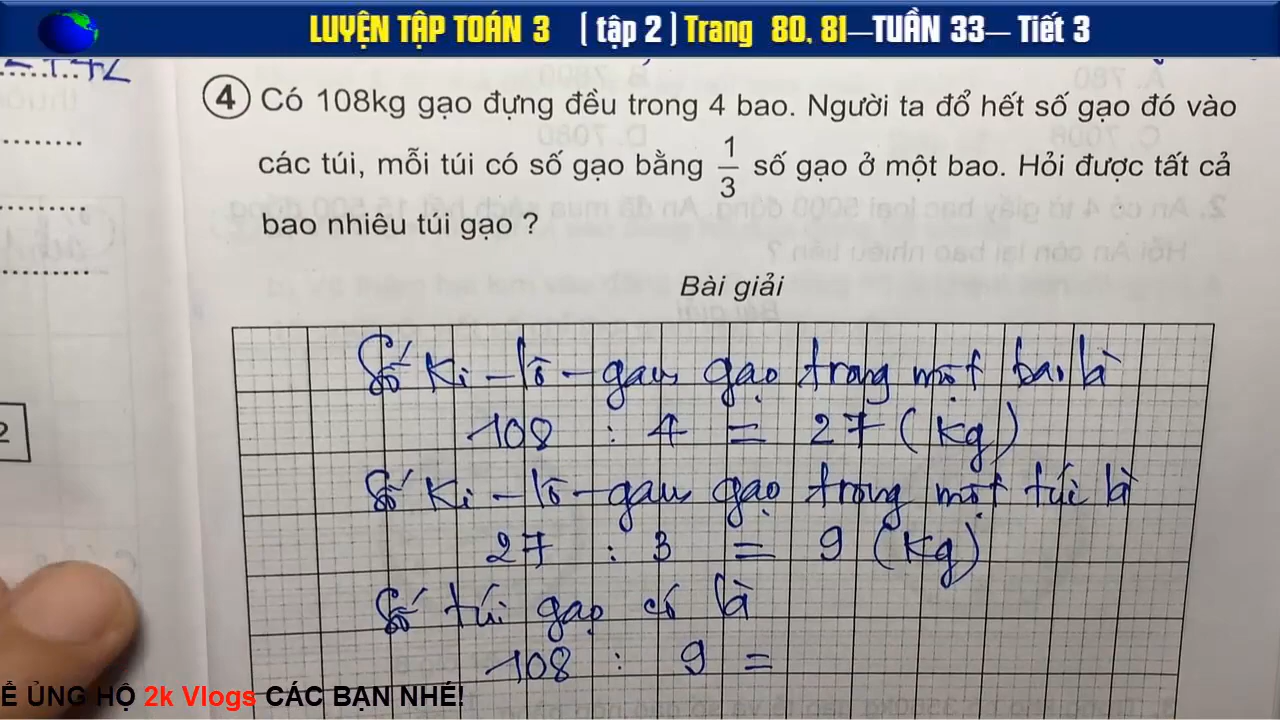 LUYỆN TẬP TOÁN 3 ( tập 2 ) Trang 80, 81–TUẦN 33– Tiết 3
4 Có 108kg gạo đựng đều trong 4 bao. Người ta đổ hết số gạo đó vào
các túi, mỗi túi có số gạo bằng 1/3 số gạo ở một bao. Hỏi được tất cả
bao nhiêu túi gạo ?
Bài giải
Số ki-lô-gam gạo trong một bao là
108 : 4 = 27 (kg)
Số ki-lô-gam gạo trong một túi là
27 : 3 = 9 (kg)
Số túi gạo có là
108 : 9 =
2
Ể ỦNG HỘ 2k Vlogs CÁC BẠN NHÉ!